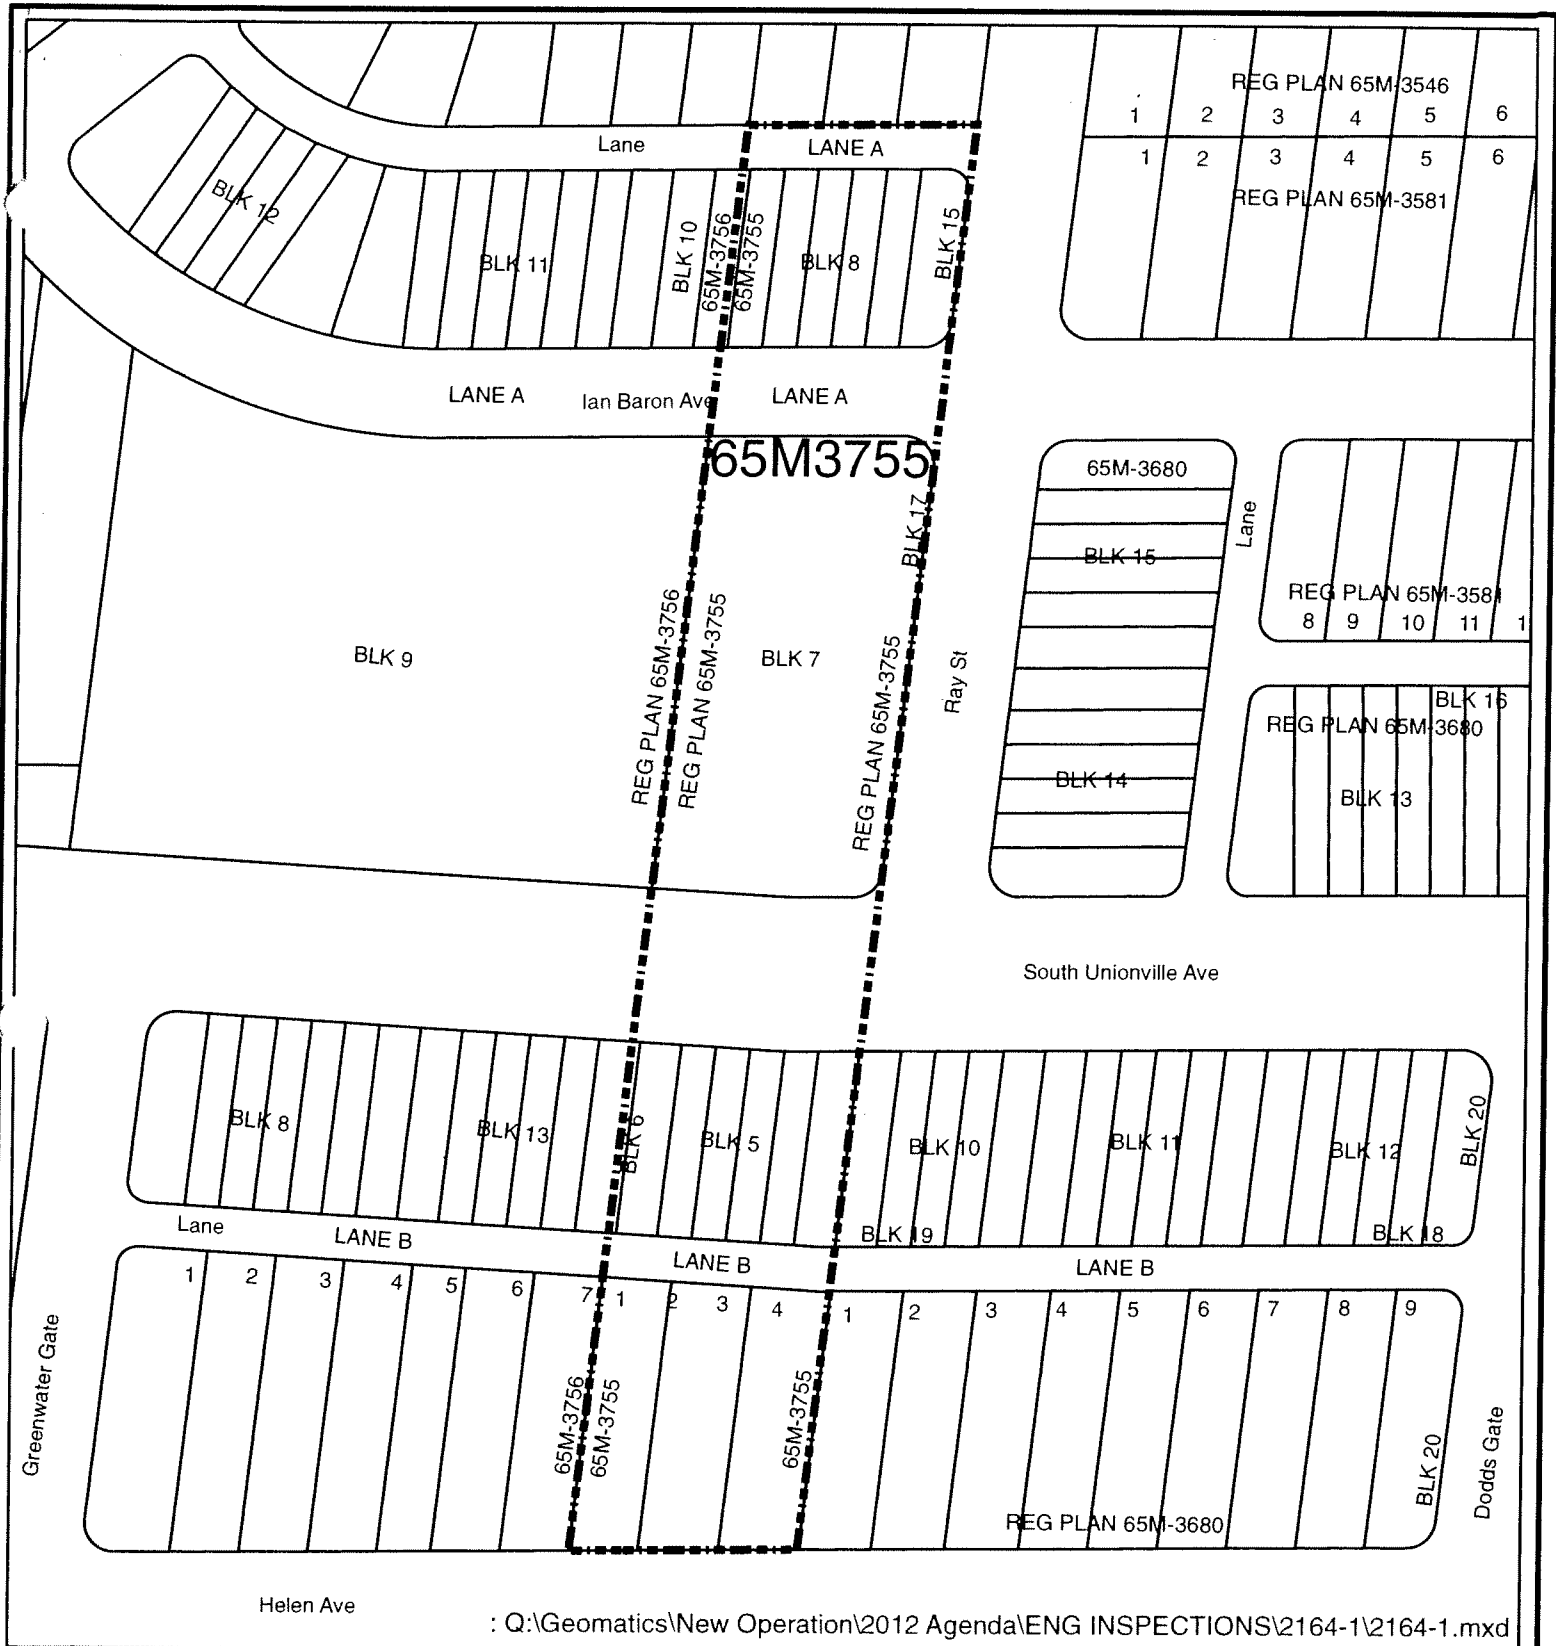 REG PLAN 65M-3546
1 2 3 4 5 6
Lane
LANE A
1 2 3 4 5 6
REG PLAN 65M-3581
BLK 12
BLK 11
BLK 10
65M-3756
65M-3755
BLK 8
BLK 15
LANE A
Ian Baron Ave
LANE A
65M3755
65M-3680
BLK 17
Lane
BLK 15
REG PLAN 65M-3581
8 9 10 11 1
BLK 9
REG PLAN 65M-3756
REG PLAN 65M-3755
BLK 7
REG PLAN 65M-3755
Ray St
BLK 16
REG PLAN 65M-3680
BLK 14
BLK 13
South Unionville Ave
BLK 8
BLK 13
BLK 6
BLK 5
BLK 10
BLK 11
BLK 12
BLK 20
Lane
LANE B
BLK 19
BLK 18
LANE B
LANE B
1 2 3 4 5 6 7 1 2 3 4 1 2 3 4 5 6 7 8 9
Greenwater Gate
65M-3756
65M-3755
65M-3755
BLK 20
Dodds Gate
REG PLAN 65M-3680
Helen Ave
: Q:\Geomatics\New Operation\2012 Agenda\ENG INSPECTIONS\2164-1\2164-1.mxd